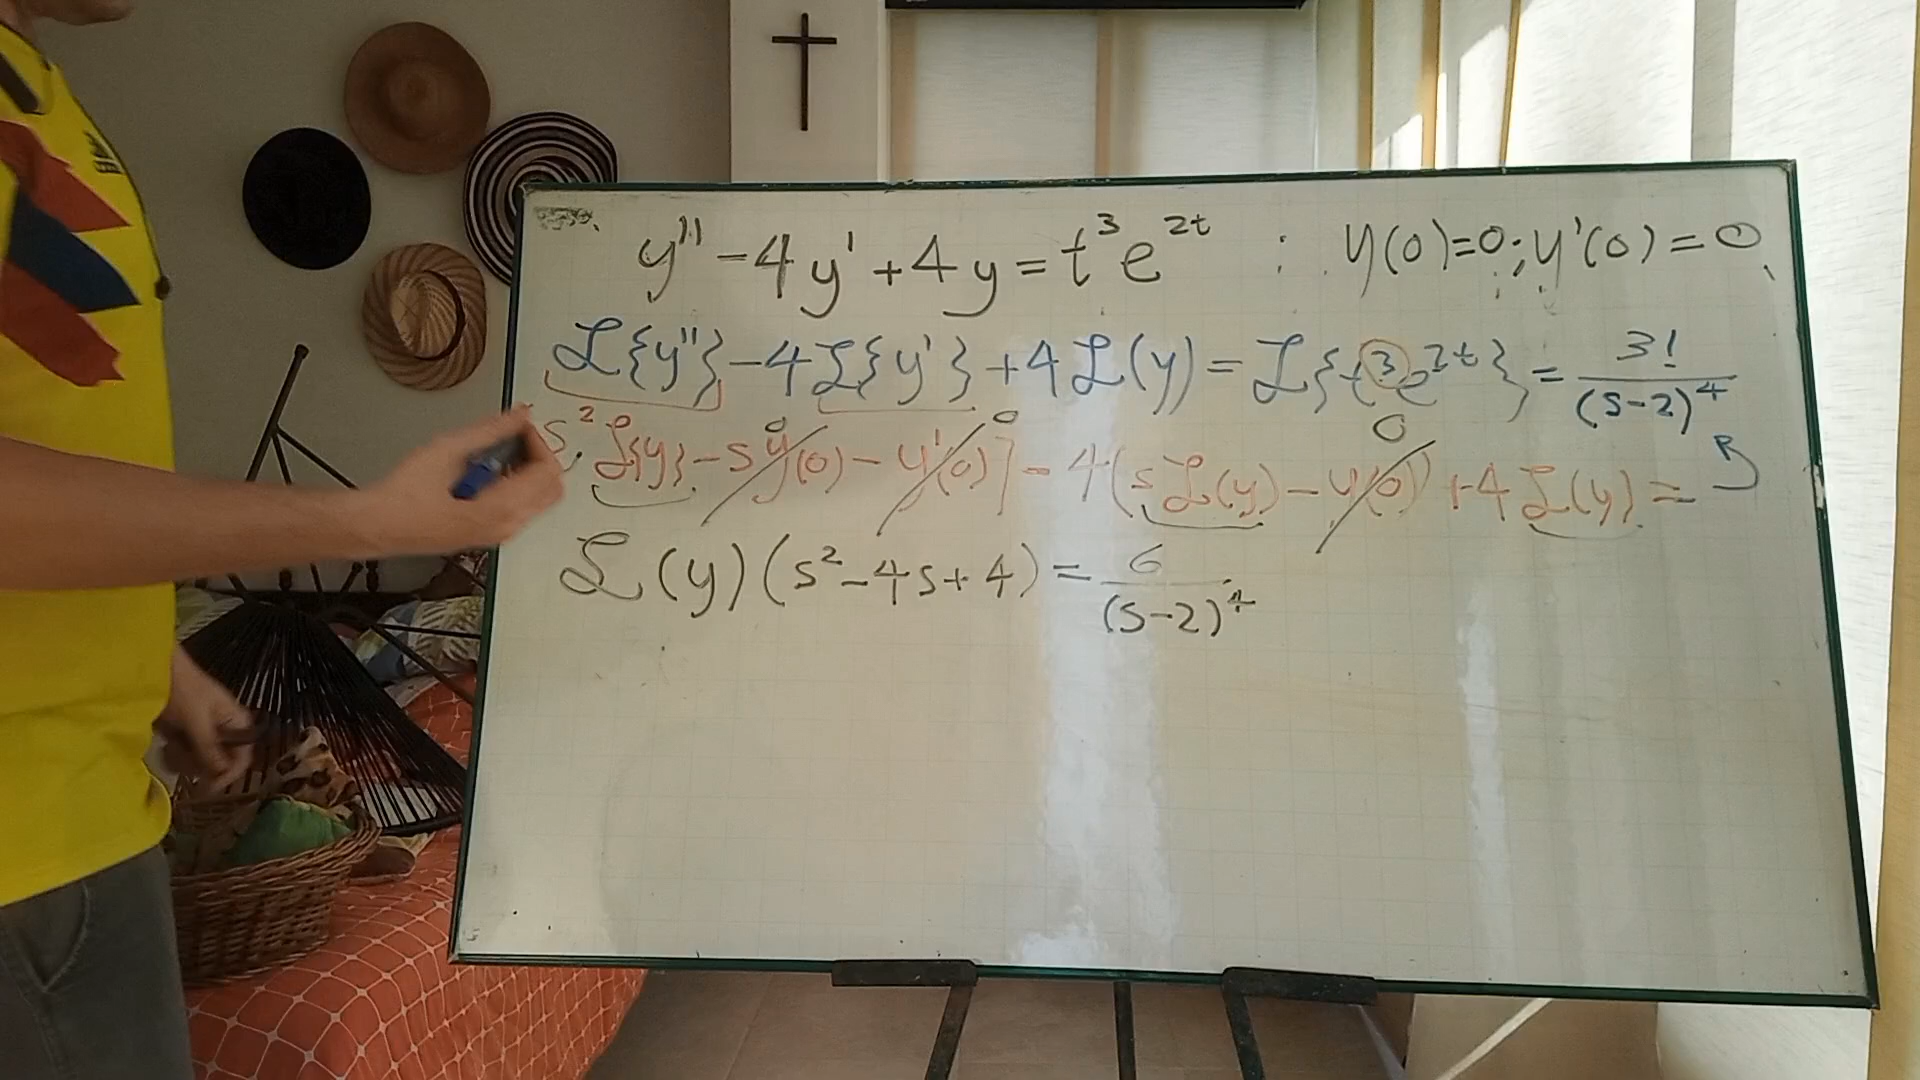 y'' - 4y' + 4y = t³e²ᵗ ; y(0)=0; y'(0)=0
ℒ{y''} - 4ℒ{y'} + 4ℒ(y) = ℒ{t³e²ᵗ} = 3!/(s-2)⁴
[s²ℒ{y} - sy(0) - y'(0)] - 4(sℒ(y) - y(0)) + 4ℒ(y) =
ℒ(y)(s² - 4s + 4) = 6/(s-2)⁴